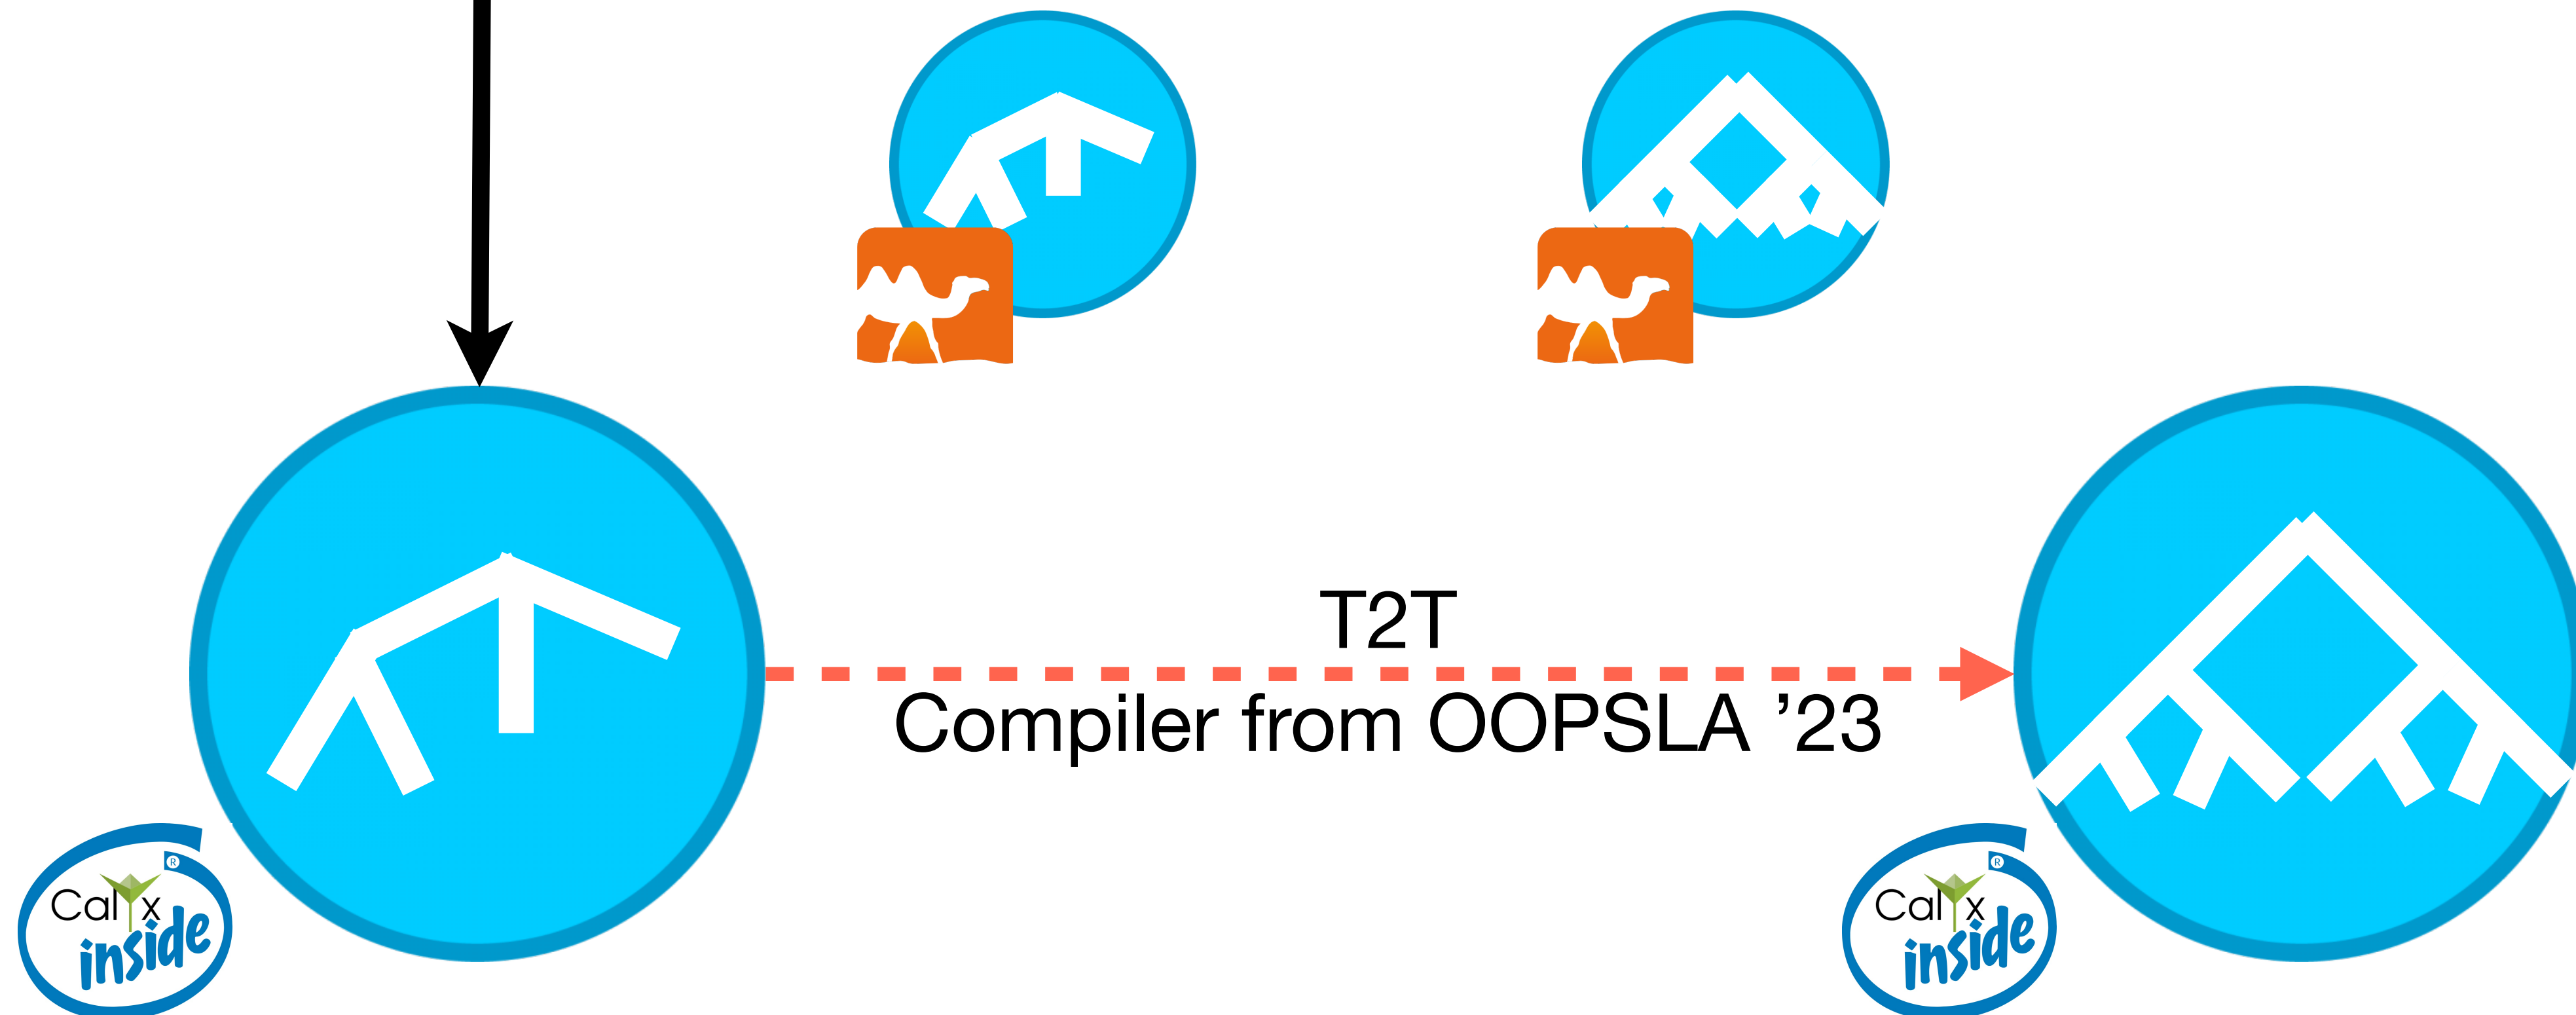 T2T
Compiler from OOPSLA ’23
Calyx
®
inside
Calyx
®
inside